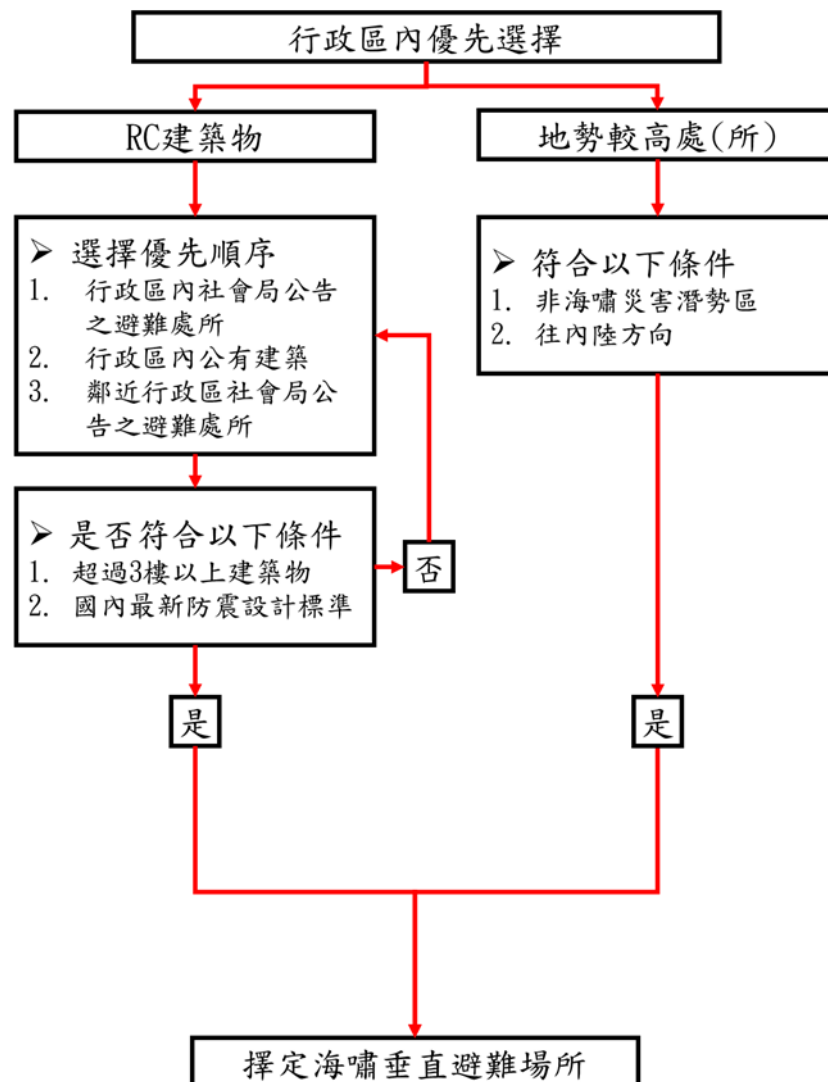 行政區內優先選擇
RC建築物
地勢較高處(所)
➢ 選擇優先順序
1. 行政區內社會局公告
之避難處所
2. 行政區內公有建築
3. 鄰近行政區社會局公
告之避難處所
➢ 符合以下條件
1. 非海嘯災害潛勢區
2. 往內陸方向
➢ 是否符合以下條件
1. 超過3樓以上建築物
2. 國內最新防震設計標準
否
是
是
擇定海嘯垂直避難場所